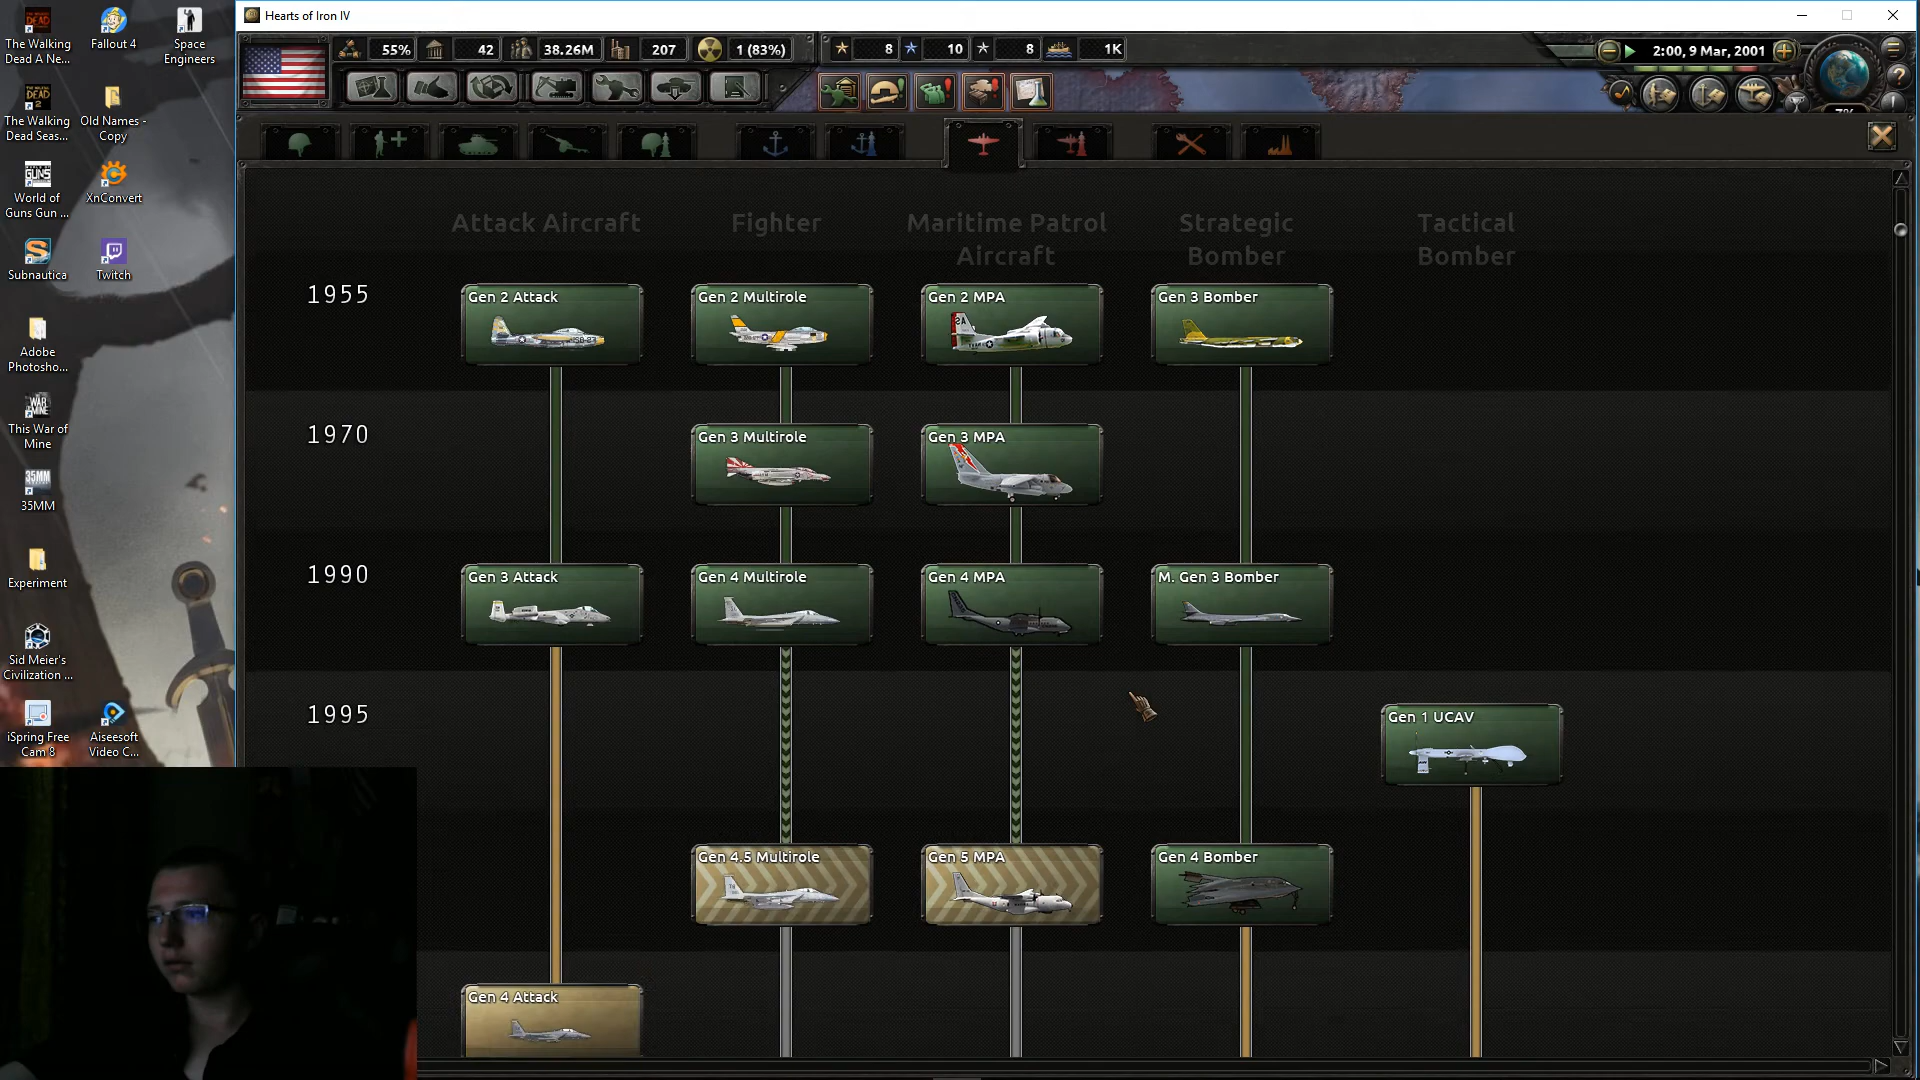 Hearts of Iron IV
55% 42 38.26M 207 1 (83%) 8 10 8 1K
2:00, 9 Mar, 2001
The Walking
Dead A Ne...
Fallout 4
Space
Engineers
The Walking
Dead Seas...
Old Names -
Copy
World of
Guns Gun ...
XnConvert
Subnautica
Twitch
Adobe
Photosho...
This War of
Mine
35MM
Experiment
Sid Meier's
Civilization ...
iSpring Free
Cam 8
Aiseesoft
Video C...
Attack Aircraft
Fighter
Maritime Patrol
Aircraft
Strategic
Bomber
Tactical
Bomber
1955
Gen 2 Attack
Gen 2 Multirole
Gen 2 MPA
Gen 3 Bomber
1970
Gen 3 Multirole
Gen 3 MPA
1990
Gen 3 Attack
Gen 4 Multirole
Gen 4 MPA
M. Gen 3 Bomber
1995
Gen 1 UCAV
Gen 4.5 Multirole
Gen 5 MPA
Gen 4 Bomber
Gen 4 Attack